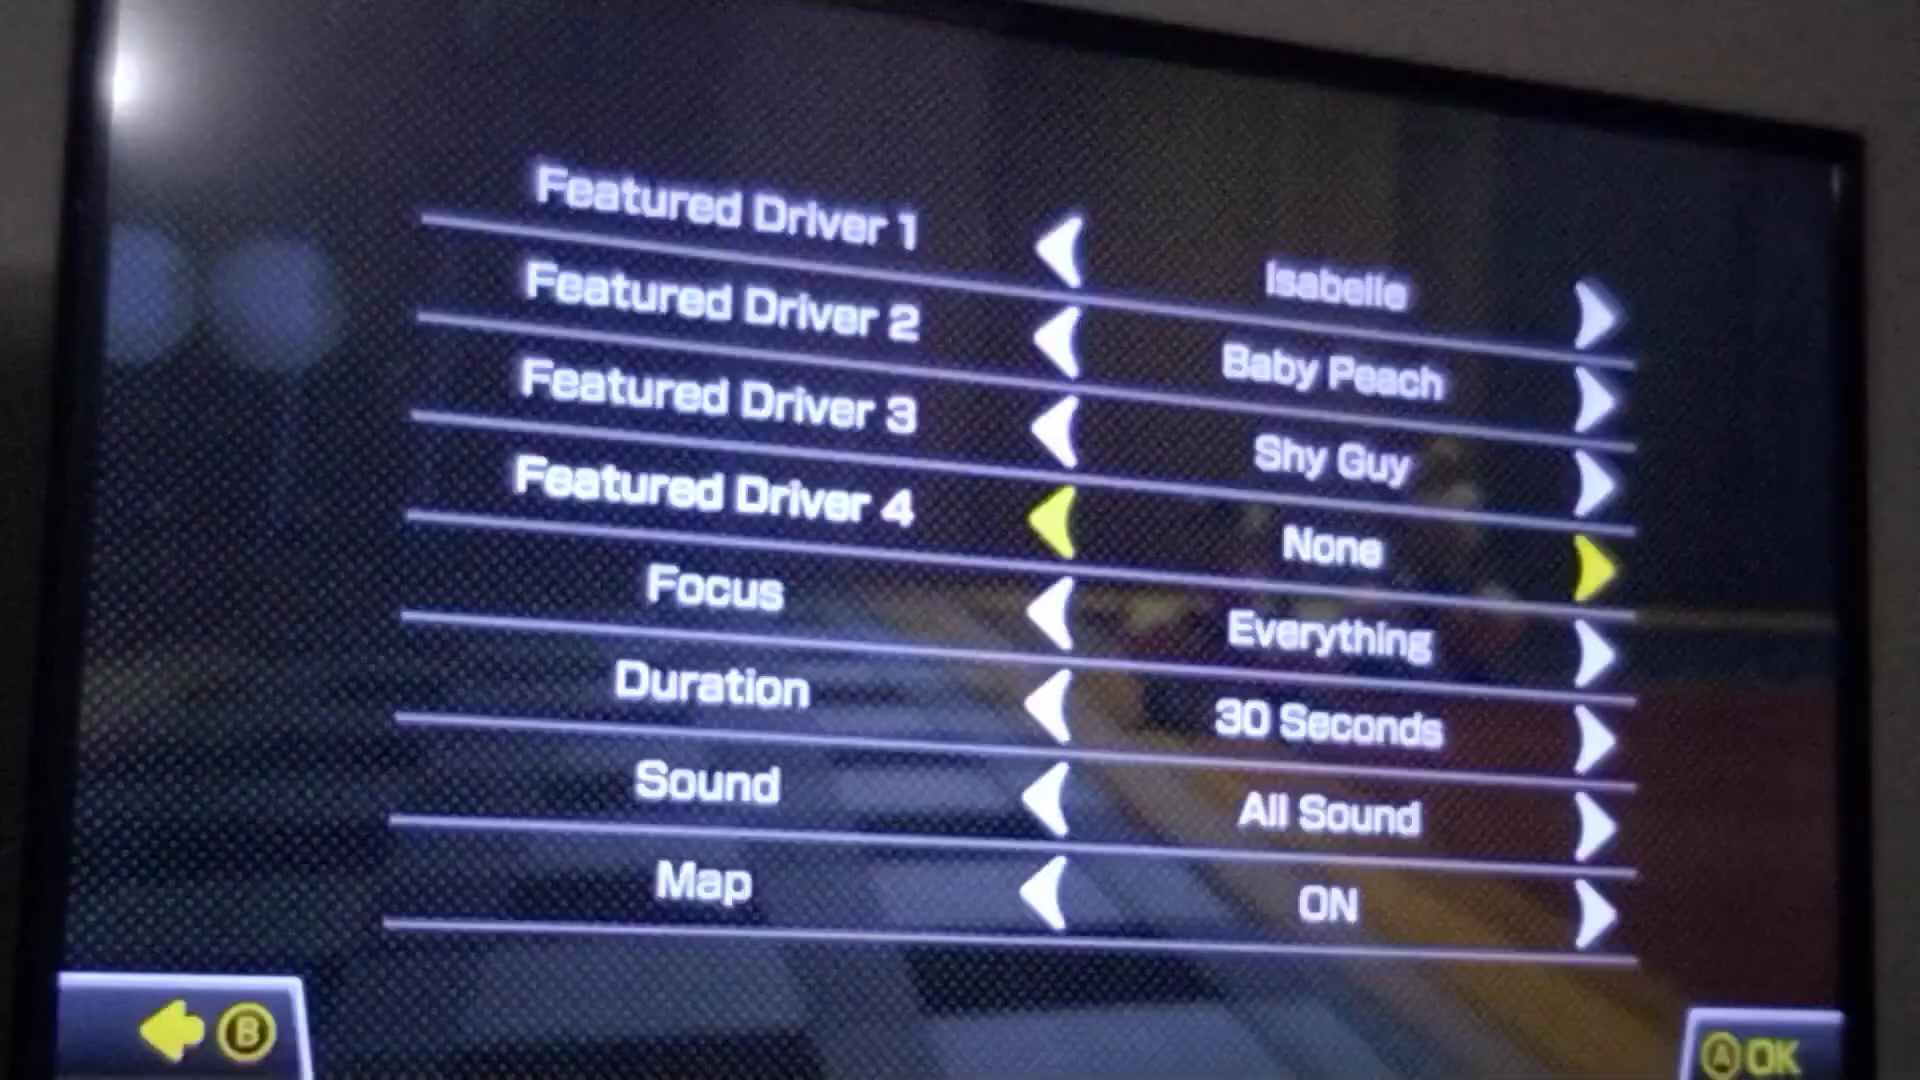 Featured Driver 1 Isabelle
Featured Driver 2 Baby Peach
Featured Driver 3 Shy Guy
Featured Driver 4 None
Focus Everything
Duration 30 Seconds
Sound All Sound
Map ON
B
A OK